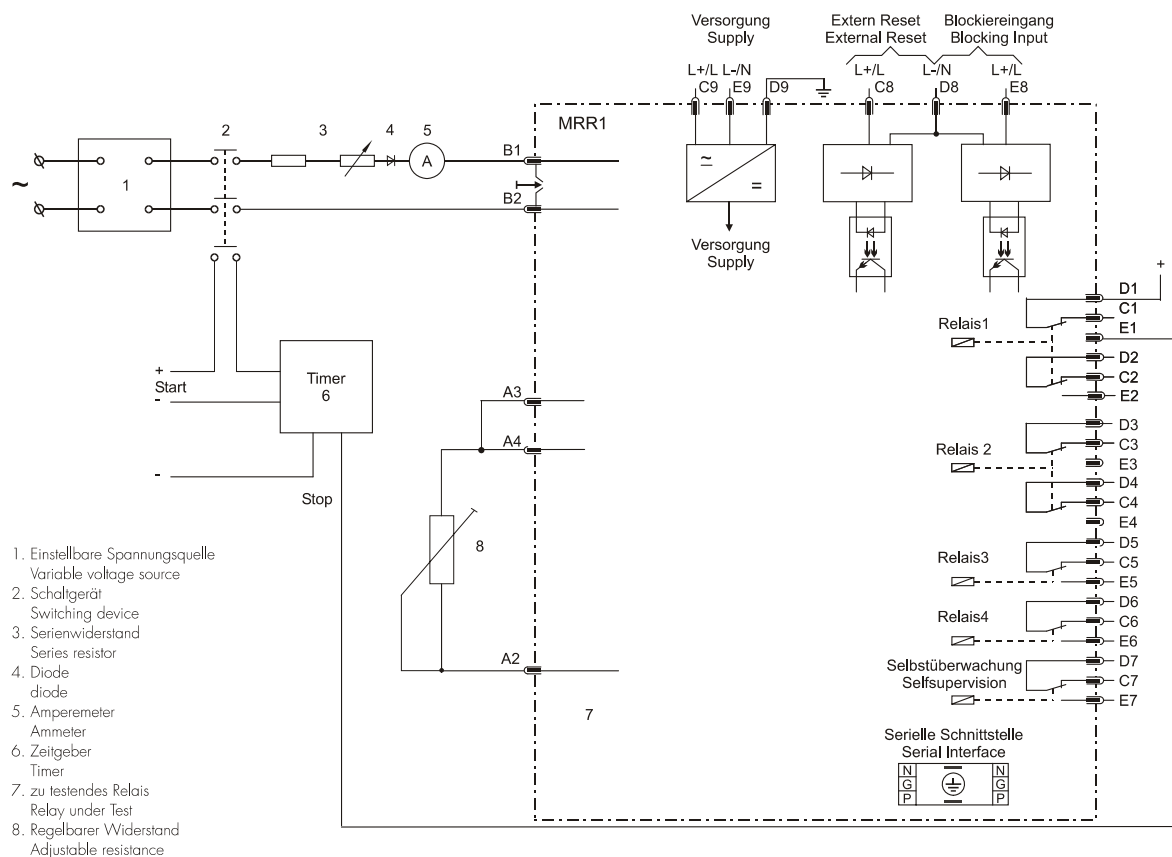 Versorgung
Supply
Extern Reset
External Reset
Blockiereingang
Blocking Input
L+/L L-/N
C9 E9 D9
L+/L L-/N L+/L
C8 D8 E8
MRR1
2 3 4 5
~
1
A
B1
B2
~
=
Versorgung
Supply
+
D1
C1
E1
Relais1
D2
C2
E2
D3
C3
Relais 2
E3
D4
C4
E4
D5
C5
Relais3
E5
D6
C6
Relais4
E6
D7
Selbstüberwachung
Selfsupervision
C7
E7
+
Start
-
Timer
6
-
Stop
A3
A4
8
A2
7
Serielle Schnittstelle
Serial Interface
N N
G G
P P
1. Einstellbare Spannungsquelle
Variable voltage source
2. Schaltgerät
Switching device
3. Serienwiderstand
Series resistor
4. Diode
diode
5. Amperemeter
Ammeter
6. Zeitgeber
Timer
7. zu testendes Relais
Relay under Test
8. Regelbarer Widerstand
Adjustable resistance